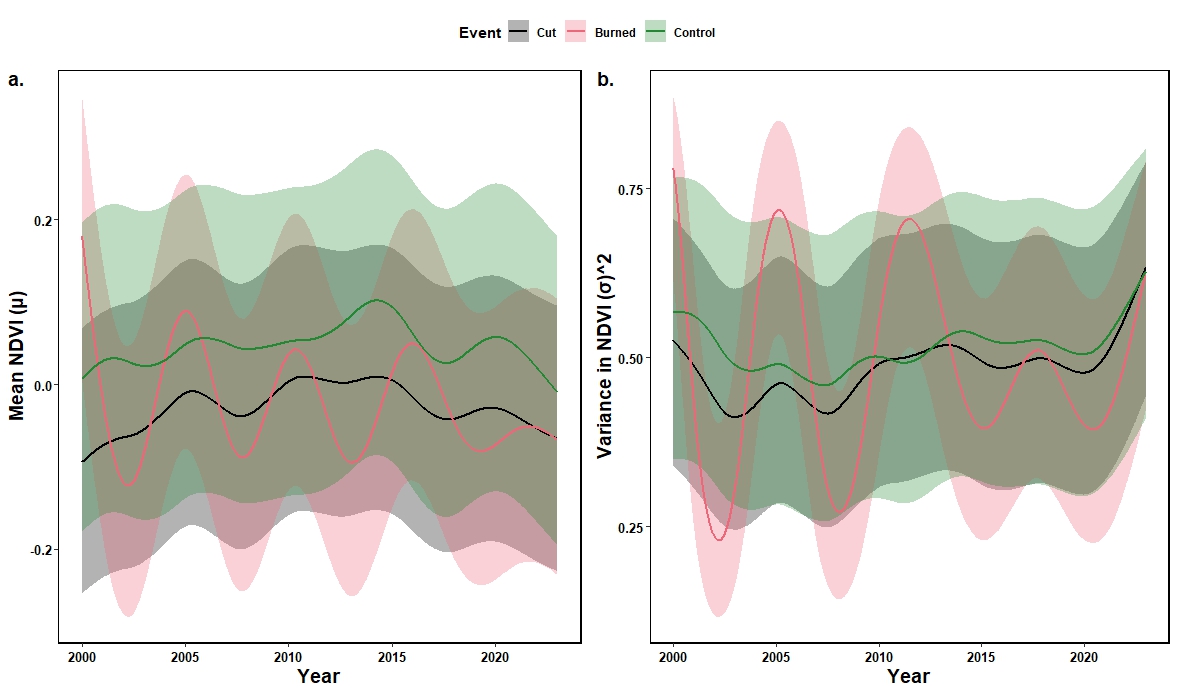 Event Cut Burned Control
a.
Mean NDVI (μ)
0.2
0.0
-0.2
2000 2005 2010 2015 2020
Year
b.
Variance in NDVI (σ)^2
0.75
0.50
0.25
2000 2005 2010 2015 2020
Year